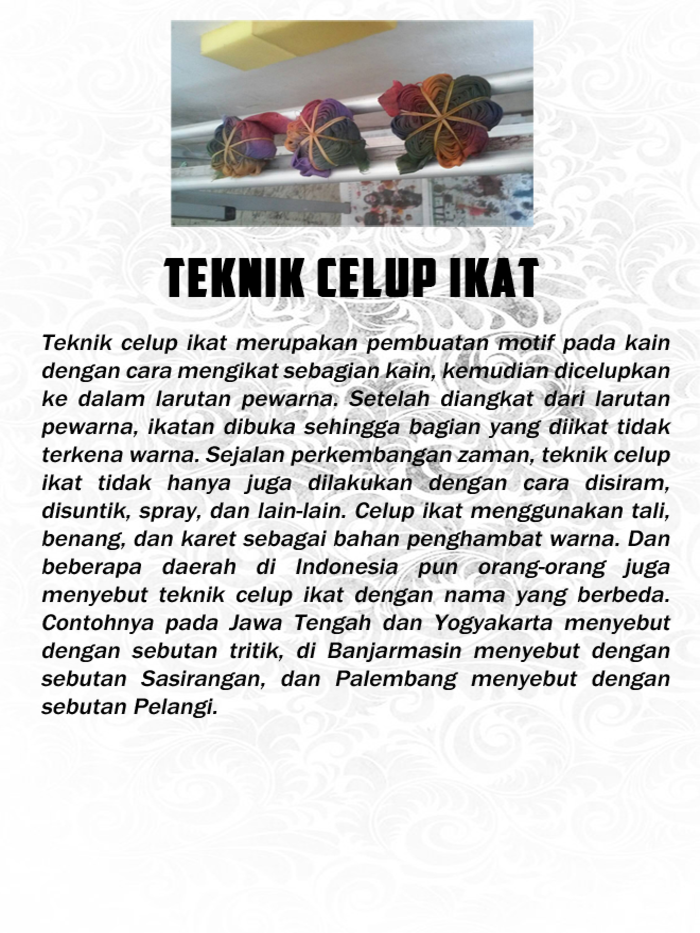 TEKNIK CELUP IKAT
Teknik celup ikat merupakan pembuatan motif pada kain
dengan cara mengikat sebagian kain, kemudian dicelupkan
ke dalam larutan pewarna. Setelah diangkat dari larutan
pewarna, ikatan dibuka sehingga bagian yang diikat tidak
terkena warna. Sejalan perkembangan zaman, teknik celup
ikat tidak hanya juga dilakukan dengan cara disiram,
disuntik, spray, dan lain-lain. Celup ikat menggunakan tali,
benang, dan karet sebagai bahan penghambat warna. Dan
beberapa daerah di Indonesia pun orang-orang juga
menyebut teknik celup ikat dengan nama yang berbeda.
Contohnya pada Jawa Tengah dan Yogyakarta menyebut
dengan sebutan tritik, di Banjarmasin menyebut dengan
sebutan Sasirangan, dan Palembang menyebut dengan
sebutan Pelangi.